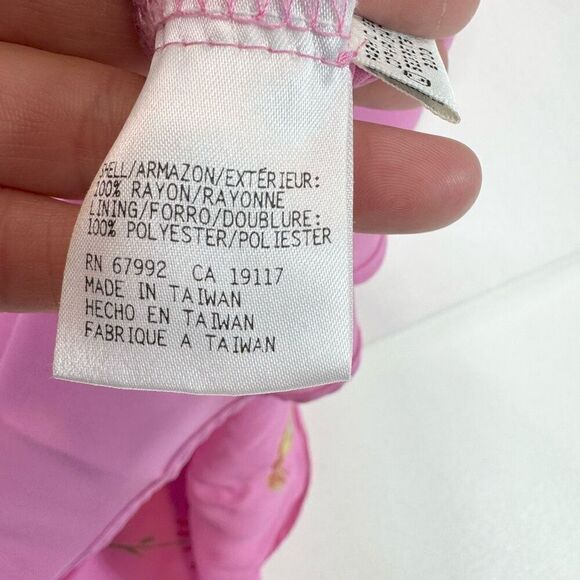 SHELL/ARMAZON/EXTÉRIEUR:
100% RAYON/RAYONNE
LINING/FORRO/DOUBLURE:
100% POLYESTER/POLIESTER
RN 67992 CA 19117
MADE IN TAIWAN
HECHO EN TAIWAN
FABRIQUE A TAIWAN